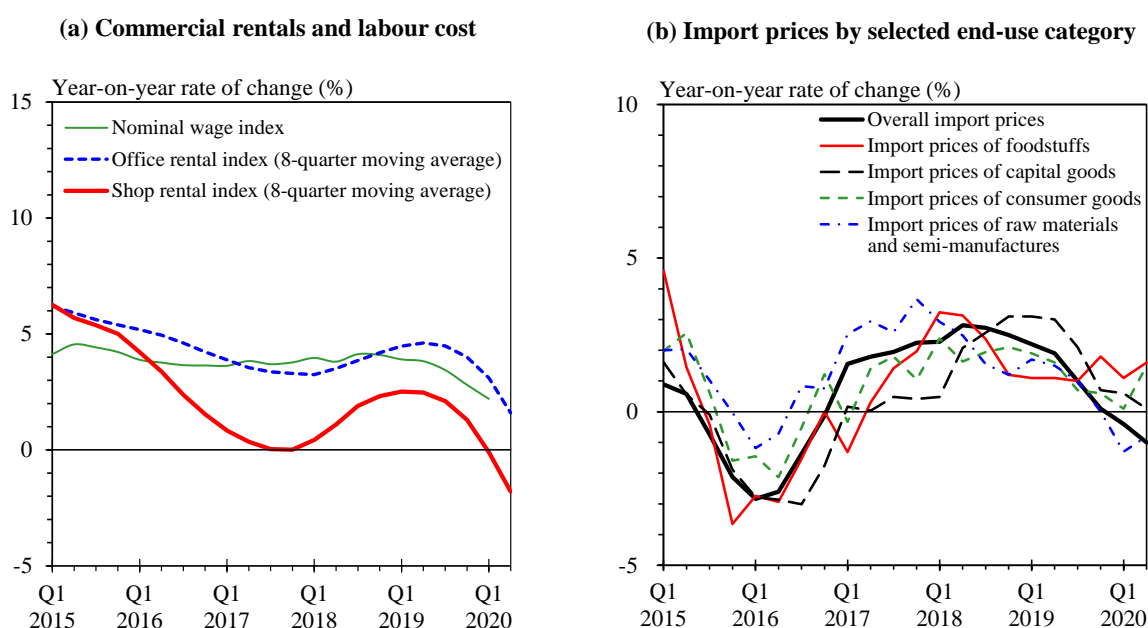 (a) Commercial rentals and labour cost
Year-on-year rate of change (%)
15
10
5
0
-5
Nominal wage index
Office rental index (8-quarter moving average)
Shop rental index (8-quarter moving average)
Q1 Q1 Q1 Q1 Q1 Q1
2015 2016 2017 2018 2019 2020
(b) Import prices by selected end-use category
Year-on-year rate of change (%)
10
5
0
-5
Overall import prices
Import prices of foodstuffs
Import prices of capital goods
Import prices of consumer goods
Import prices of raw materials
and semi-manufactures
Q1 Q1 Q1 Q1 Q1 Q1
2015 2016 2017 2018 2019 2020